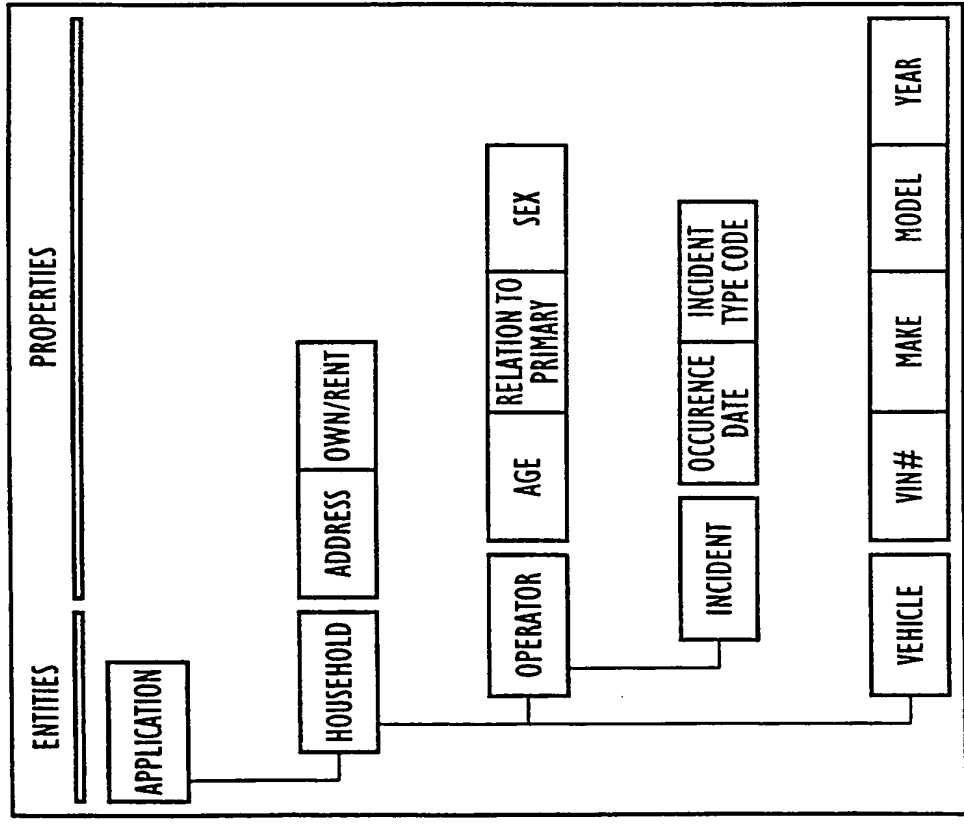 ENTITIES
PROPERTIES
APPLICATION
HOUSEHOLD
ADDRESS
OWN/RENT
OPERATOR
AGE
RELATION TO
PRIMARY
SEX
INCIDENT
OCCURENCE
DATE
INCIDENT
TYPE CODE
VEHICLE
VIN#
MAKE
MODEL
YEAR